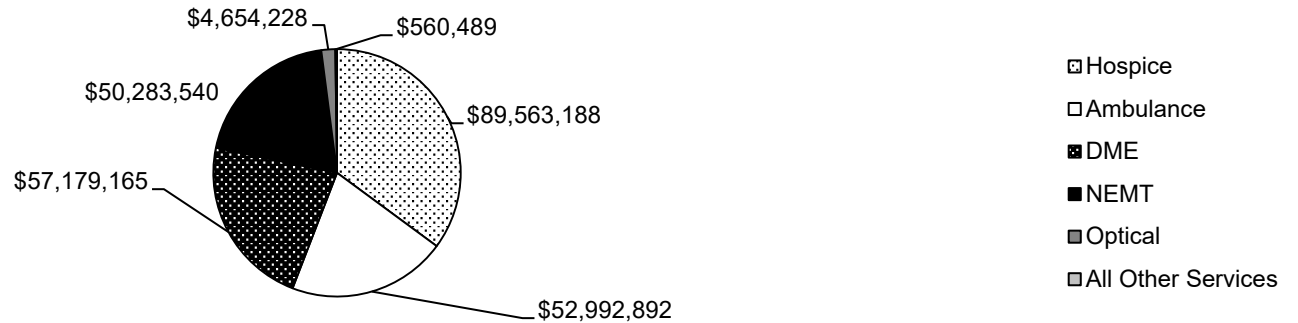 $4,654,228
$560,489
$50,283,540
$89,563,188
$57,179,165
$52,992,892
Hospice
Ambulance
DME
NEMT
Optical
All Other Services